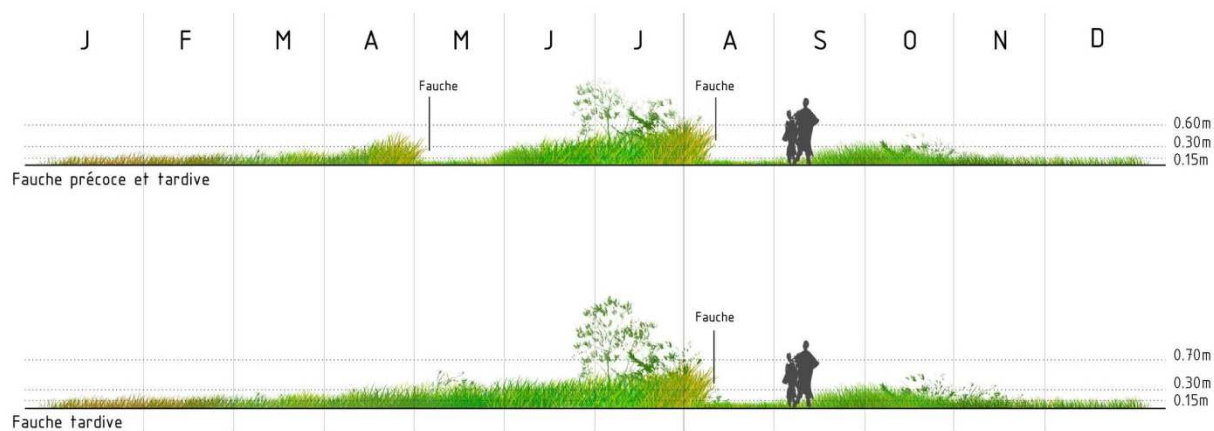 J F M A M J J A S O N D
Fauche Fauche
0.60m
0.30m
0.15m
Fauche précoce et tardive
Fauche
0.70m
0.30m
0.15m
Fauche tardive